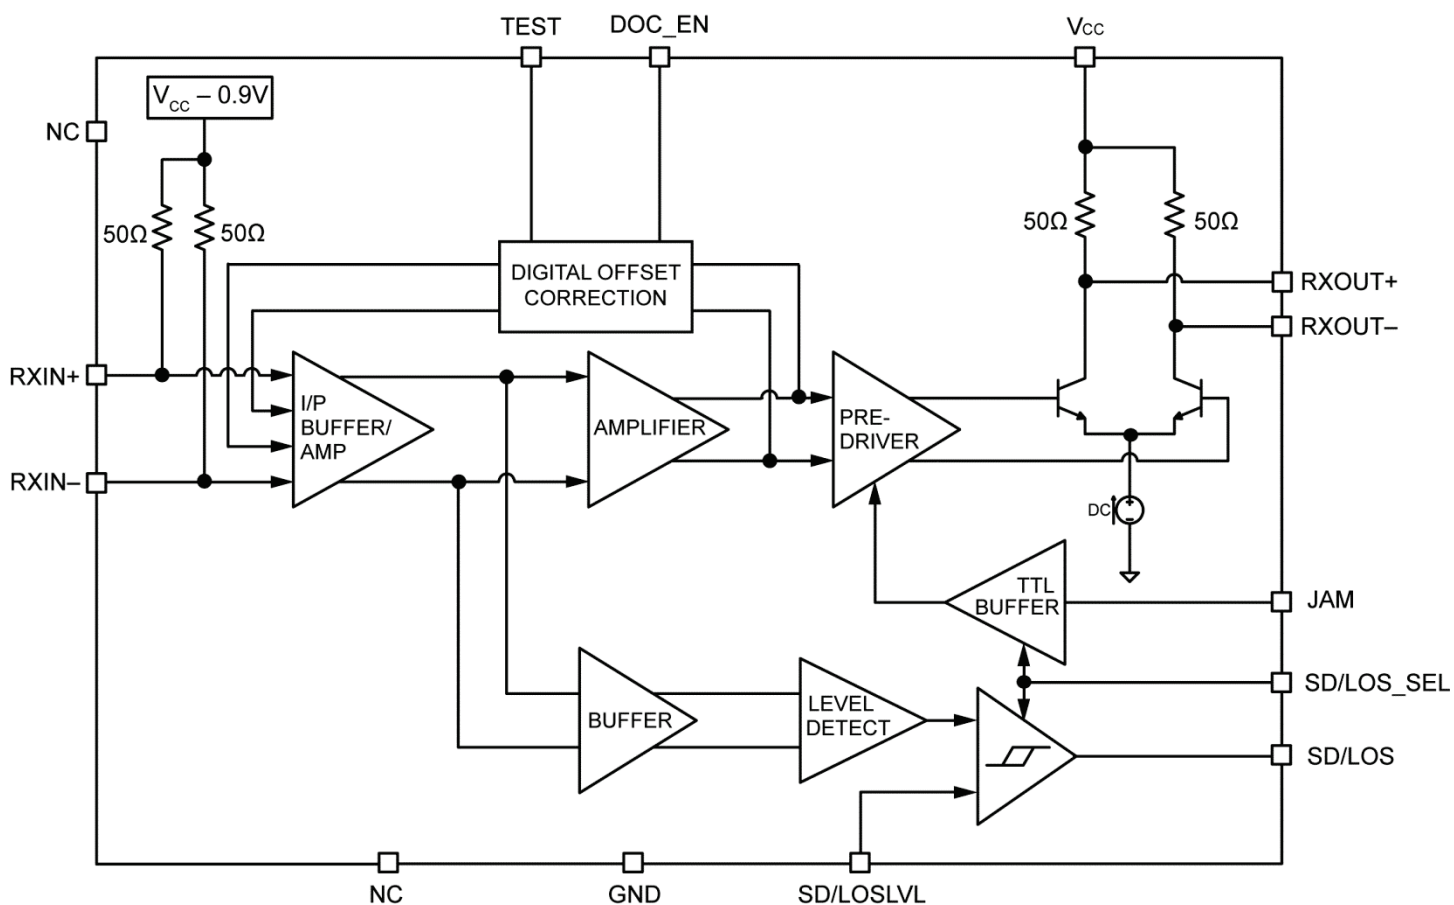 TEST
DOC_EN
VCC
VCC – 0.9V
NC
50Ω
50Ω
50Ω
50Ω
DIGITAL OFFSET
CORRECTION
RXOUT+
RXOUT–
RXIN+
RXIN–
I/P
BUFFER/
AMP
AMPLIFIER
PRE-
DRIVER
DC
+
–
TTL
BUFFER
JAM
SD/LOS_SEL
BUFFER
LEVEL
DETECT
SD/LOS
NC
GND
SD/LOSLVL